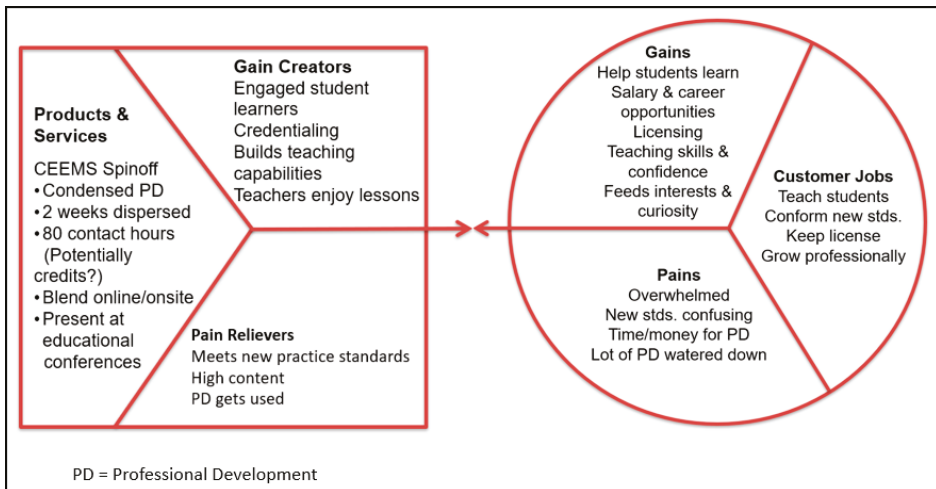 Products &
Services
CEEMS Spinoff
•Condensed PD
•2 weeks dispersed
•80 contact hours
(Potentially
credits?)
•Blend online/onsite
•Present at
educational
conferences
Gain Creators
Engaged student
learners
Credentialing
Builds teaching
capabilities
Teachers enjoy lessons
Pain Relievers
Meets new practice standards
High content
PD gets used
Gains
Help students learn
Salary & career
opportunities
Licensing
Teaching skills &
confidence
Feeds interests &
curiosity
Customer Jobs
Teach students
Conform new stds.
Keep license
Grow professionally
Pains
Overwhelmed
New stds. confusing
Time/money for PD
Lot of PD watered down
PD = Professional Development